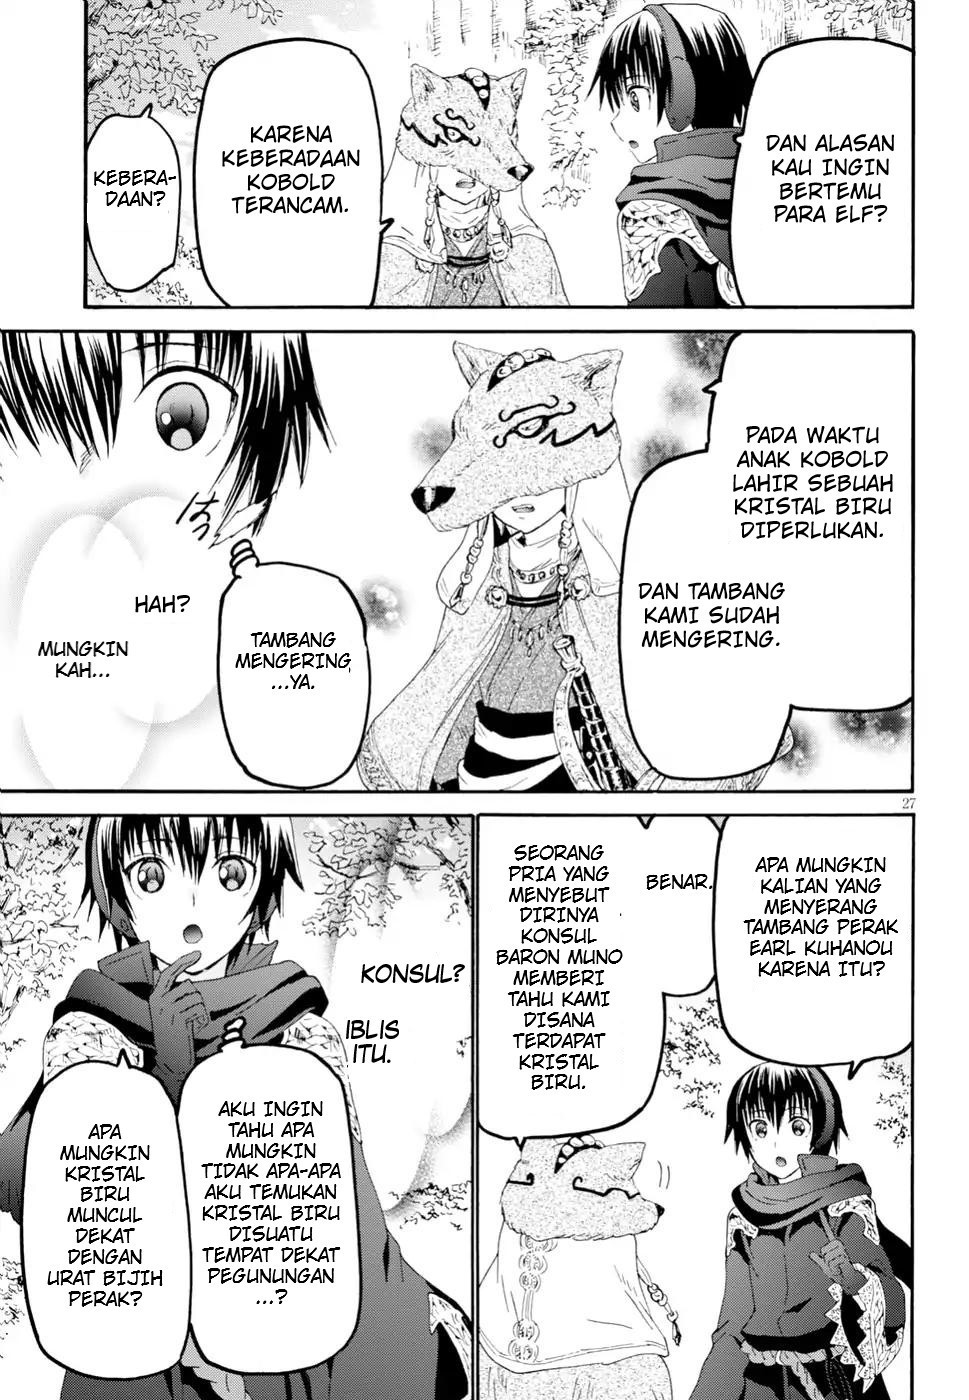 DAN ALASAN
KAU INGIN
BERTEMU
PARA ELF?
KARENA
KEBERADAAN
KOBOLD
TERANCAM.
KEBERA-
DAAN?
PADA WAKTU
ANAK KOBOLD
LAHIR SEBUAH
KRISTAL BIRU
DIPERLUKAN.
DAN TAMBANG
KAMI SUDAH
MENGERING.
TAMBANG
MENGERING
...YA.
はっ
HAH?
MUNGKIN
KAH...
27
APA MUNGKIN
KALIAN YANG
MENYERANG
TAMBANG PERAK
EARL KUHANOU
KARENA ITU?
BENAR.
SEORANG
PRIA YANG
MENYEBUT
DIRINYA
KONSUL
BARON MUNO
MEMBERI
TAHU KAMI
DISANA
TERDAPAT
KRISTAL
BIRU.
KONSUL?
IBLIS
ITU.
AKU INGIN
TAHU APA
MUNGKIN
TIDAK APA-APA
AKU TEMUKAN
KRISTAL BIRU
DISUATU
TEMPAT DEKAT
PEGUNUNGAN
...?
APA
MUNGKIN
KRISTAL
BIRU
MUNCUL
DEKAT
DENGAN
URAT BIJIH
PERAK?